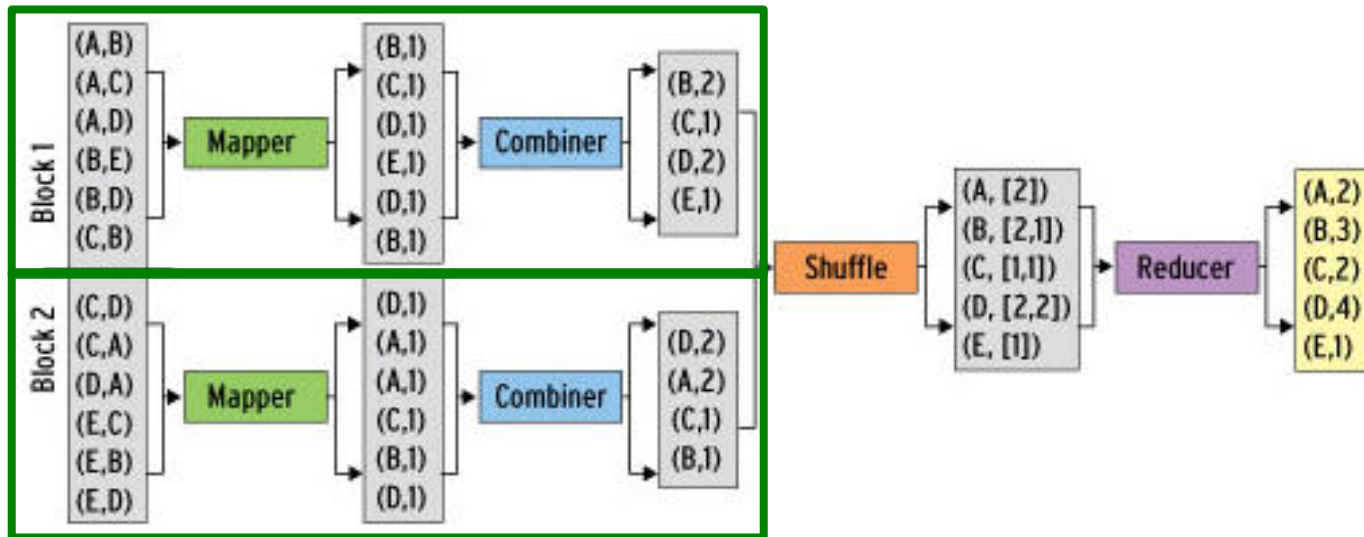 Block 1
(A,B)
(A,C)
(A,D)
(B,E)
(B,D)
(C,B)
Mapper
(B,1)
(C,1)
(D,1)
(E,1)
(D,1)
(B,1)
Combiner
(B,2)
(C,1)
(D,2)
(E,1)
Block 2
(C,D)
(C,A)
(D,A)
(E,C)
(E,B)
(E,D)
Mapper
(D,1)
(A,1)
(A,1)
(C,1)
(B,1)
(D,1)
Combiner
(D,2)
(A,2)
(C,1)
(B,1)
Shuffle
(A, [2])
(B, [2,1])
(C, [1,1])
(D, [2,2])
(E, [1])
Reducer
(A,2)
(B,3)
(C,2)
(D,4)
(E,1)